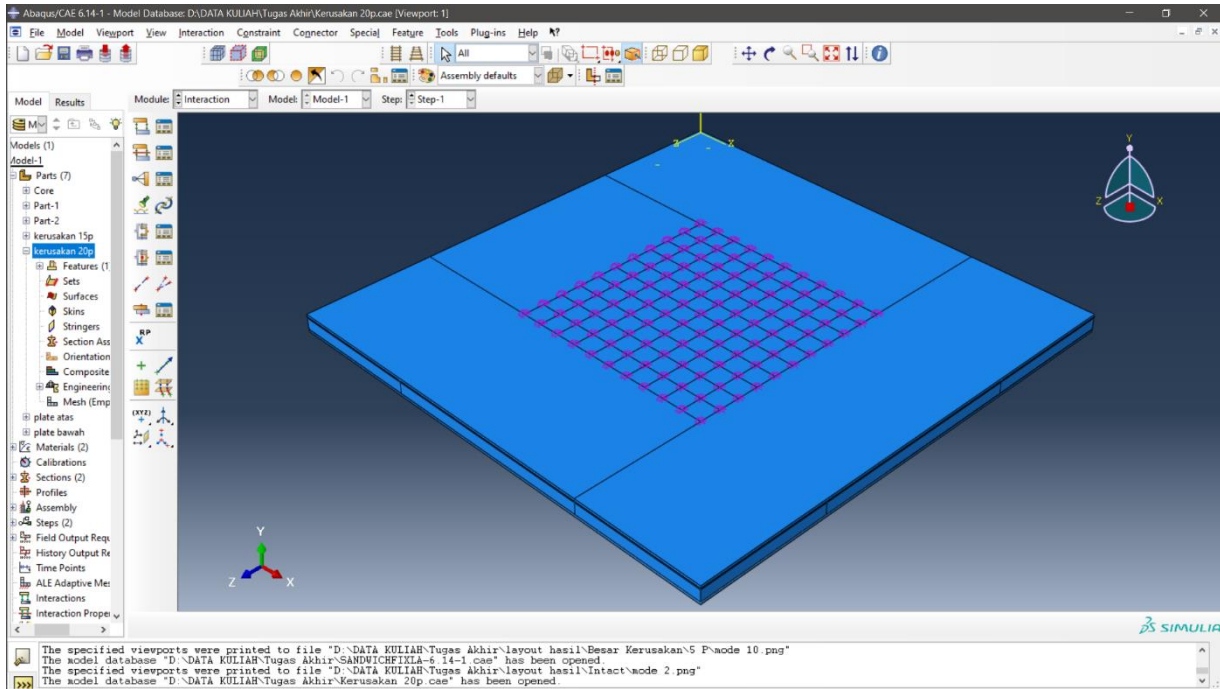 Abaqus/CAE 6.14-1 - Model Database: D:\DATA KULIAH\Tugas Akhir\Kerusakan 20p.cae [Viewport: 1]
File Model Viewport View Interaction Constraint Connector Special Feature Tools Plug-ins Help
All
Assembly defaults
Model Results Module: Interaction Model: Model-1 Step: Step-1
M
Models (1)
Model-1
Parts (7)
Core
Part-1
Part-2
kerusakan 15p
kerusakan 20p
Features (1
Sets
Surfaces
Skins
Stringers
Section Ass
Orientation
Composite
Engineering
Mesh (Emp
plate atas
plate bawah
Materials (2)
Calibrations
Sections (2)
Profiles
Assembly
Steps (2)
Field Output Requ
History Output Re
Time Points
ALE Adaptive Mes
Interactions
Interaction Proper
RP
(XYZ)
Z X
Y
Z X
Y
Z X
SIMULIA
The specified viewports were printed to file "D:\DATA KULIAH\Tugas Akhir\layout hasil\Besar Kerusakan\5 P\mode 10.png"
The model database "D:\DATA KULIAH\Tugas Akhir\SANDWICHFIXLA-6.14-1.cae" has been opened.
The specified viewports were printed to file "D:\DATA KULIAH\Tugas Akhir\layout hasil\Intact\mode 2.png"
The model database "D:\DATA KULIAH\Tugas Akhir\Kerusakan 20p.cae" has been opened.